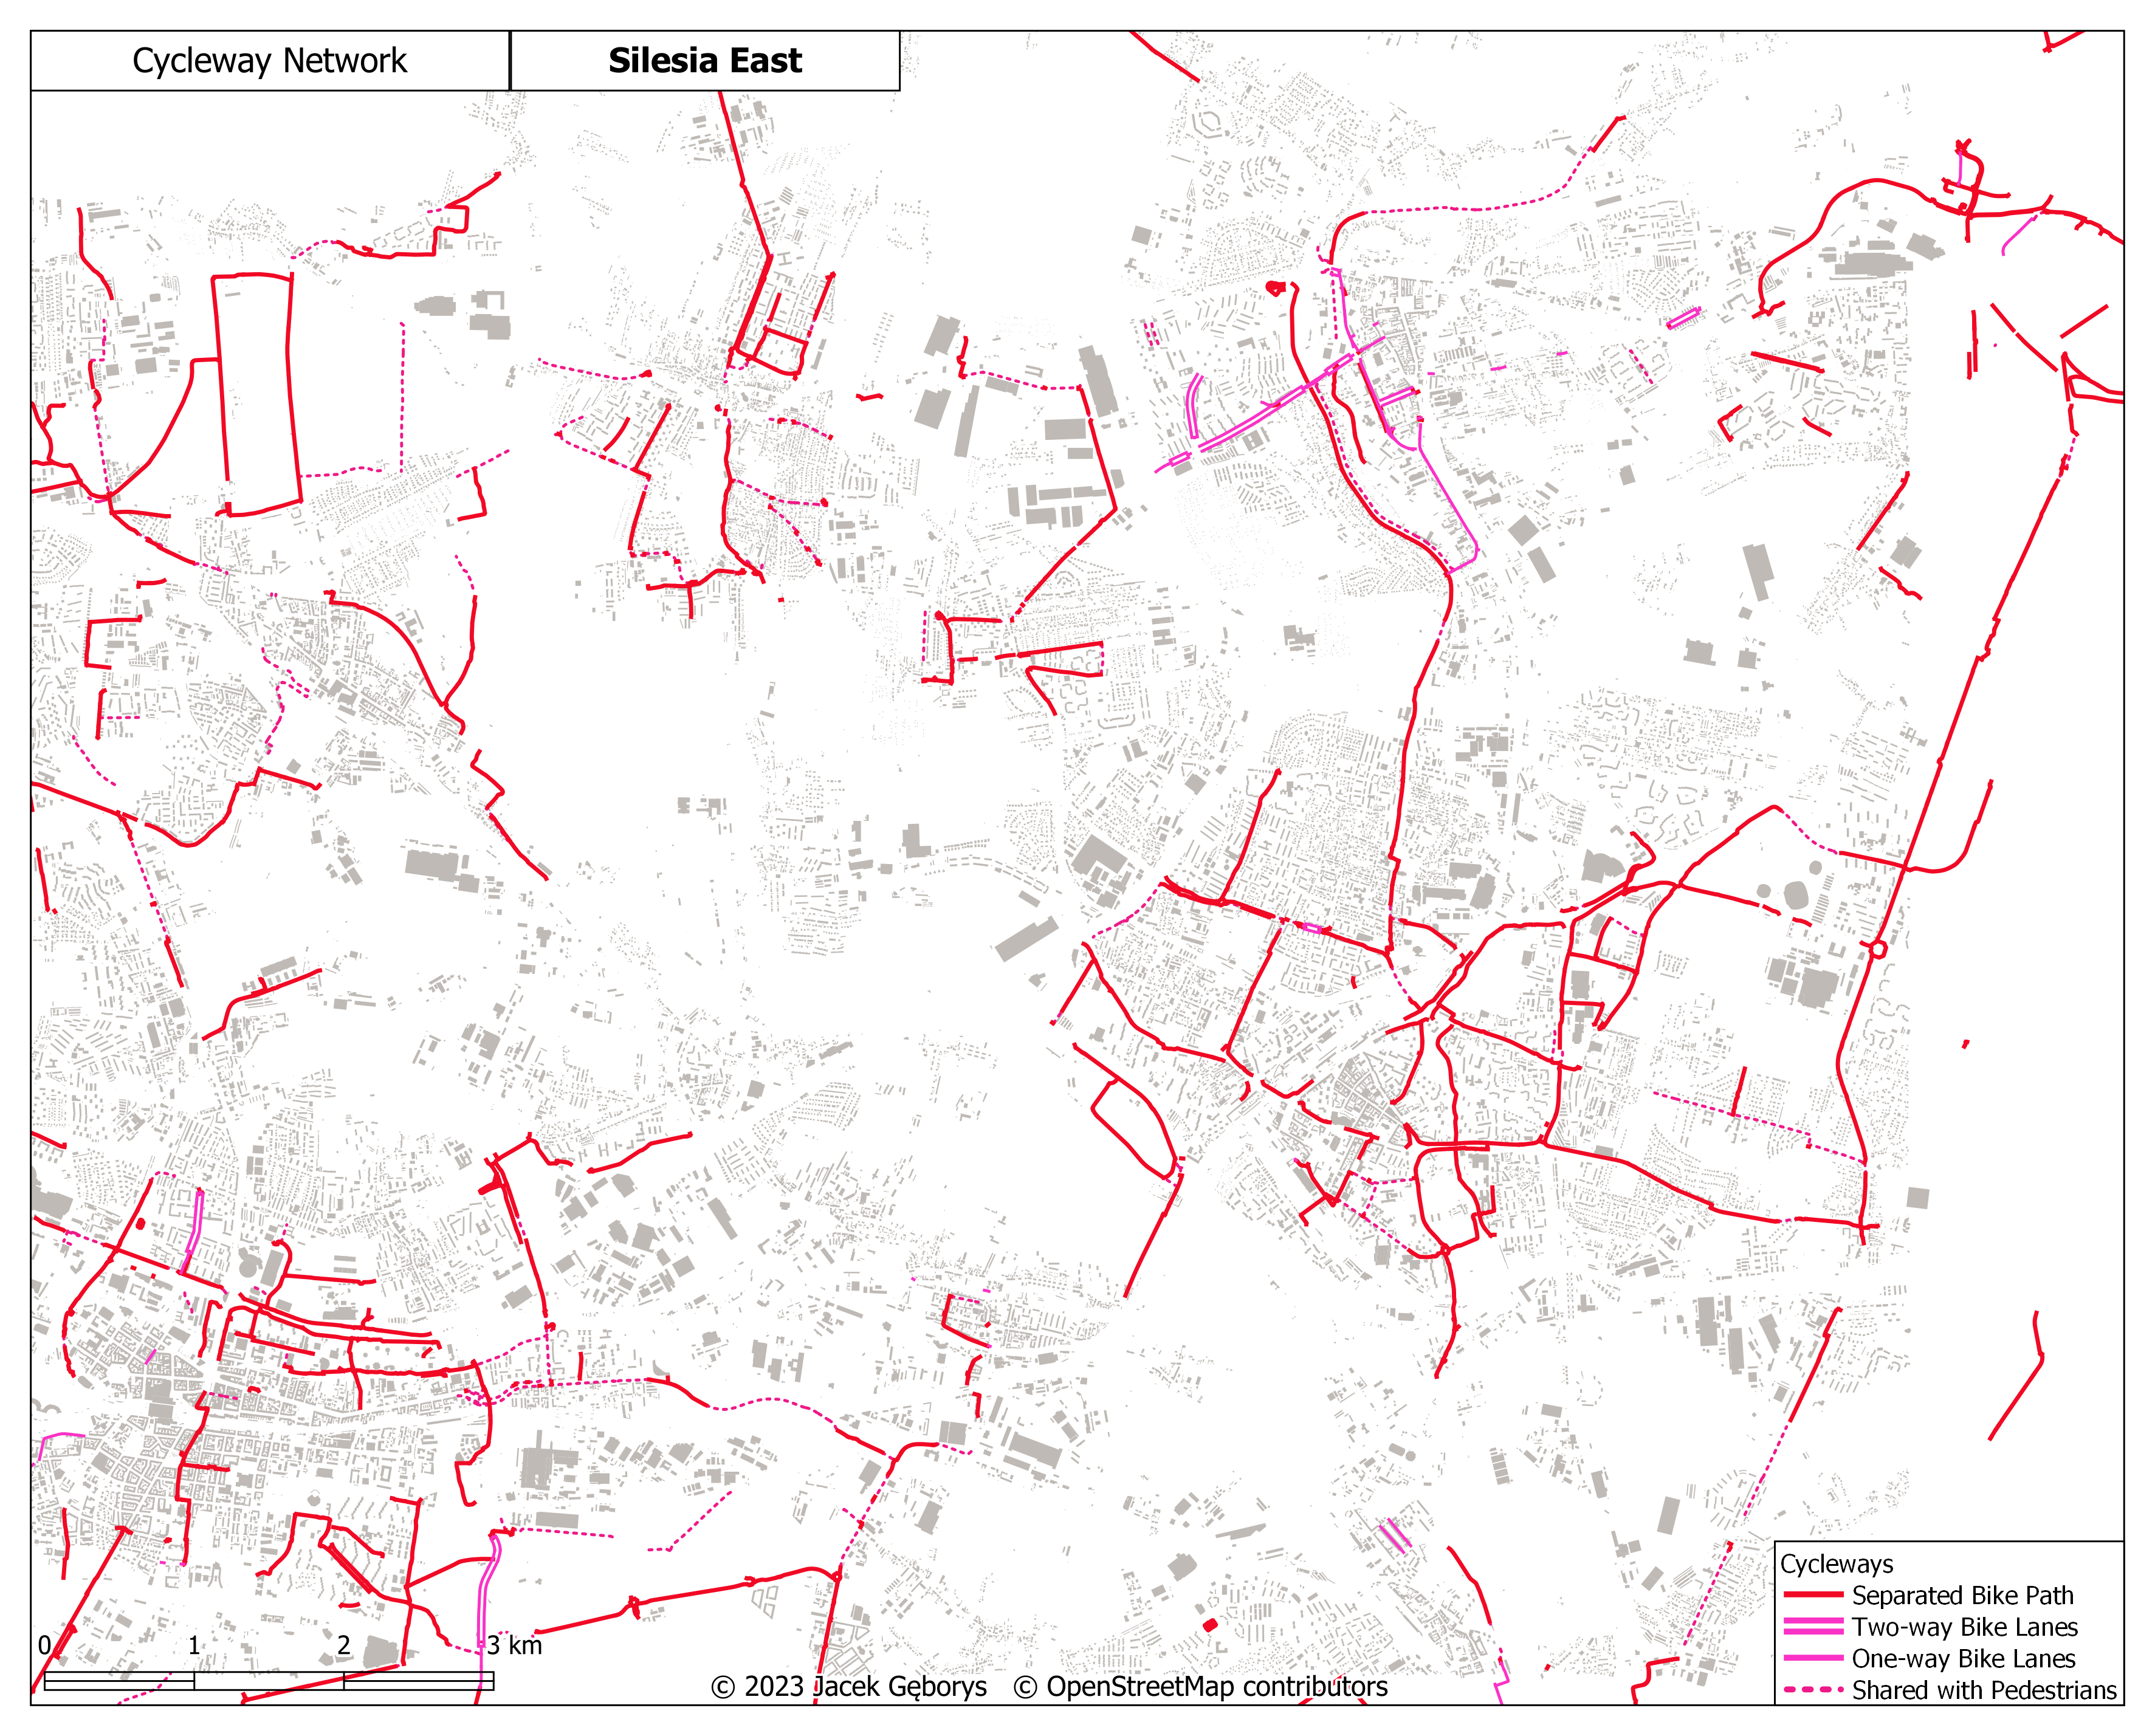 Cycleway Network
Silesia East
Cycleways
Separated Bike Path
Two-way Bike Lanes
One-way Bike Lanes
Shared with Pedestrians
0 1 2 3 km
© 2023 Jacek Gęborys © OpenStreetMap contributors